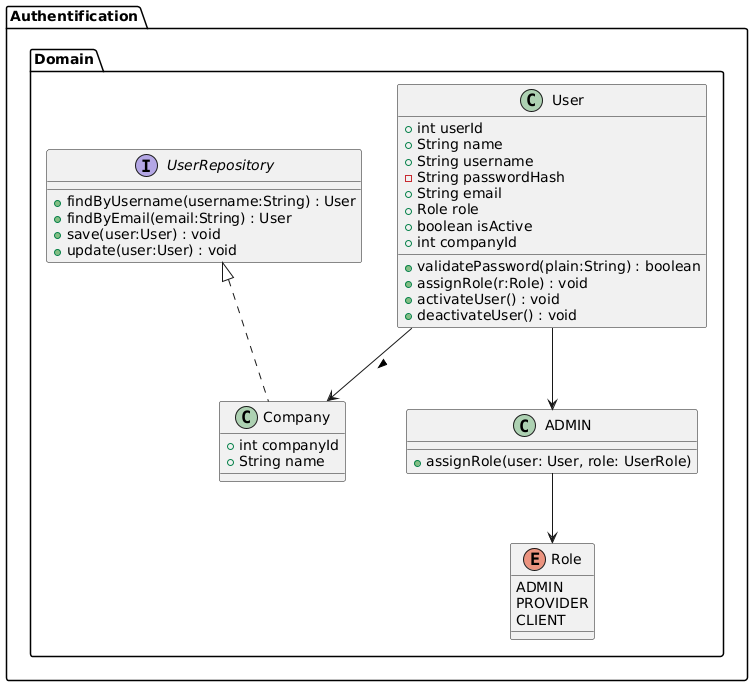 Authentification
Domain
I UserRepository
findByUsername(username:String) : User
findByEmail(email:String) : User
save(user:User) : void
update(user:User) : void
C User
int userId
String name
String username
String passwordHash
String email
Role role
boolean isActive
int companyId
validatePassword(plain:String) : boolean
assignRole(r:Role) : void
activateUser() : void
deactivateUser() : void
C Company
int companyId
String name
C ADMIN
assignRole(user: User, role: UserRole)
E Role
ADMIN
PROVIDER
CLIENT